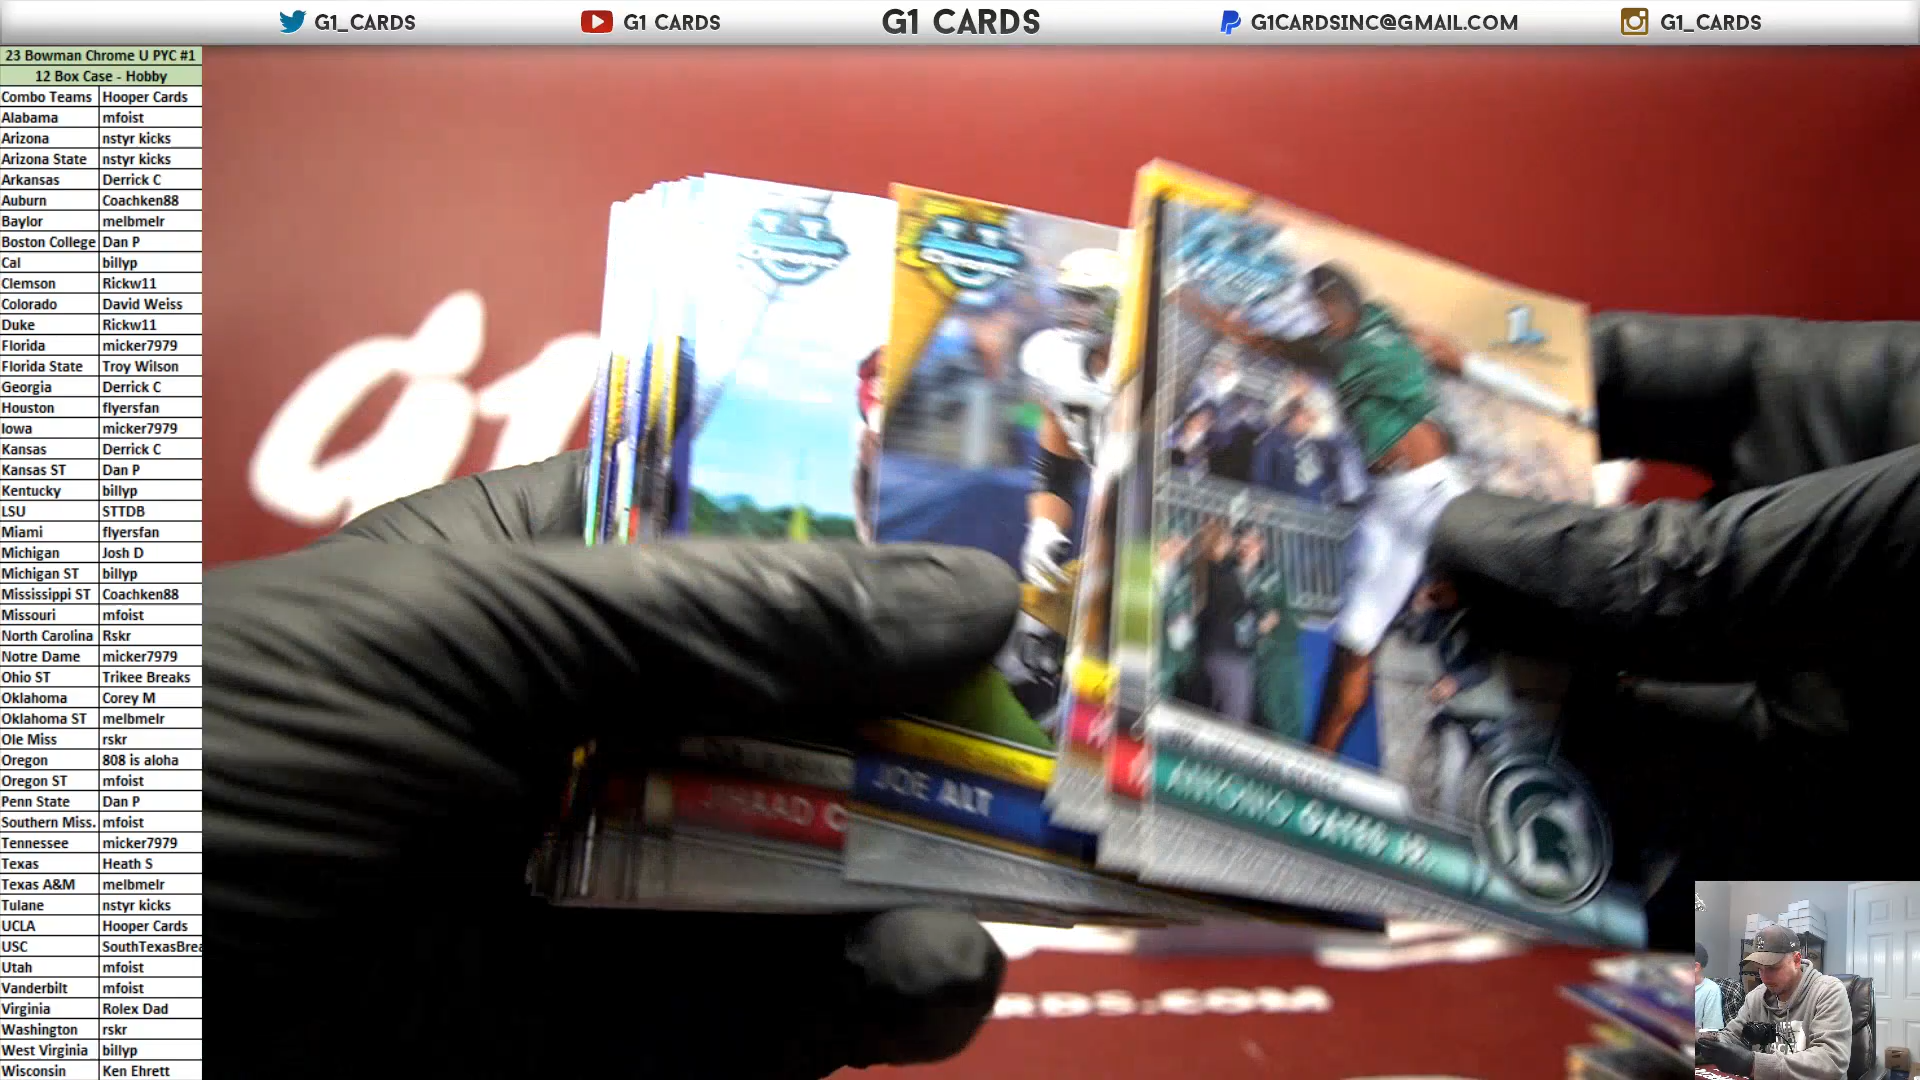 G1_CARDS
G1 CARDS
G1 CARDS
G1CARDSINC@GMAIL.COM
G1_CARDS
23 Bowman Chrome U PYC #1
12 Box Case - Hobby
Combo Teams Hooper Cards
Alabama mfoist
Arizona nstyr kicks
Arizona State nstyr kicks
Arkansas Derrick C
Auburn Coachken88
Baylor melbmelr
Boston College Dan P
Cal billyp
Clemson Rickw11
Colorado David Weiss
Duke Rickw11
Florida micker7979
Florida State Troy Wilson
Georgia Derrick C
Houston flyersfan
Iowa micker7979
Kansas Derrick C
Kansas ST Dan P
Kentucky billyp
LSU STTDB
Miami flyersfan
Michigan Josh D
Michigan ST billyp
Mississippi ST Coachken88
Missouri mfoist
North Carolina Rskr
Notre Dame micker7979
Ohio ST Trikee Breaks
Oklahoma Corey M
Oklahoma ST melbmelr
Ole Miss rskr
Oregon 808 is aloha
Oregon ST mfoist
Penn State Dan P
Southern Miss. mfoist
Tennessee micker7979
Texas Heath S
Texas A&M melbmelr
Tulane nstyr kicks
UCLA Hooper Cards
USC SouthTexasBrea
Utah mfoist
Vanderbilt mfoist
Virginia Rolex Dad
Washington rskr
West Virginia billyp
Wisconsin Ken Ehrett
g1
JIHAAD C
JOE ALT
ANTONIO GATES JR.
ARDS.COM